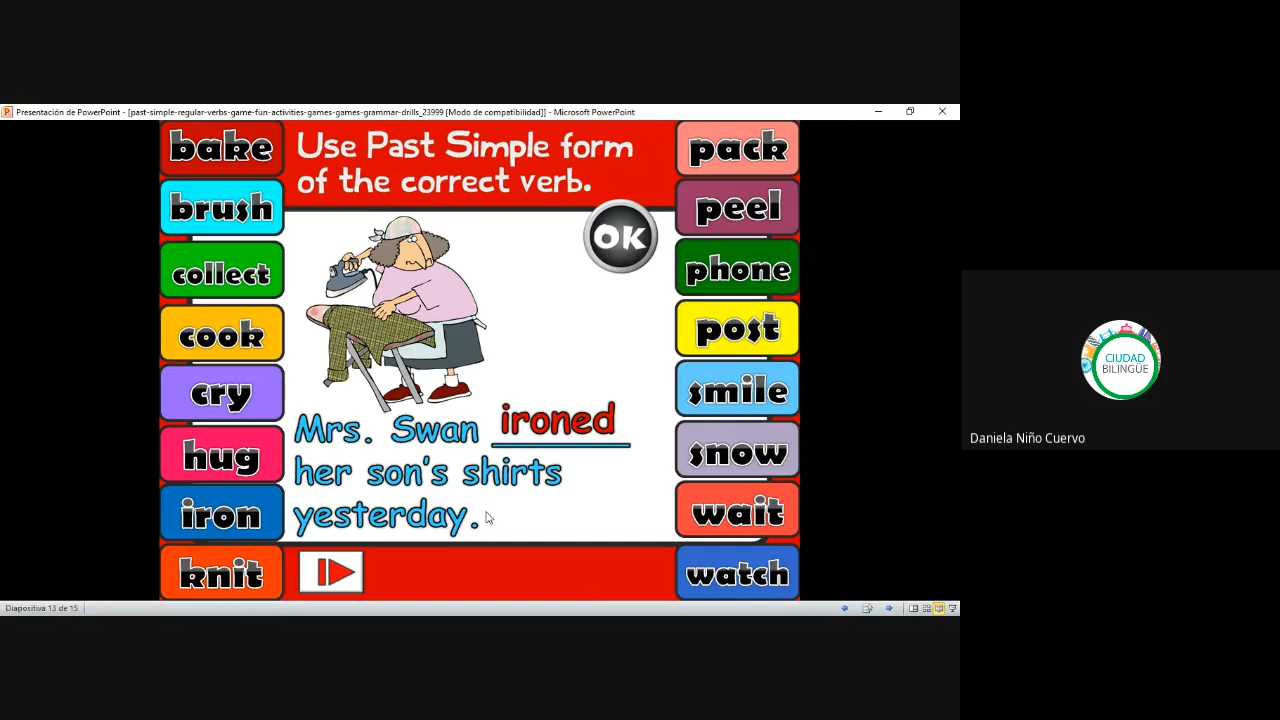 Presentación de PowerPoint - [past-simple-regular-verbs-game-fun-activities-games-games-grammar-drills_23999 [Modo de compatibilidad]] - Microsoft PowerPoint
bake
brush
collect
cook
cry
hug
iron
knit
Use Past Simple form
of the correct verb.
OK
Mrs. Swan ironed
her son's shirts
yesterday.
pack
peel
phone
post
smile
snow
wait
watch
Diapositiva 13 de 15
CIUDAD
BILINGÜE
Daniela Niño Cuervo